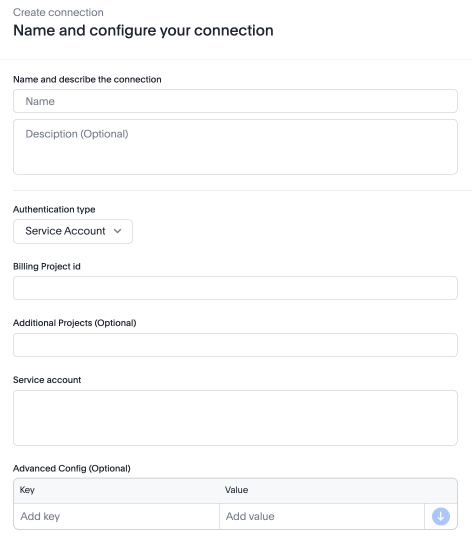 Create connection
Name and configure your connection
Name and describe the connection
Name
Desciption (Optional)
Authentication type
Service Account
Billing Project id
Additional Projects (Optional)
Service account
Advanced Config (Optional)
Key Value
Add key Add value